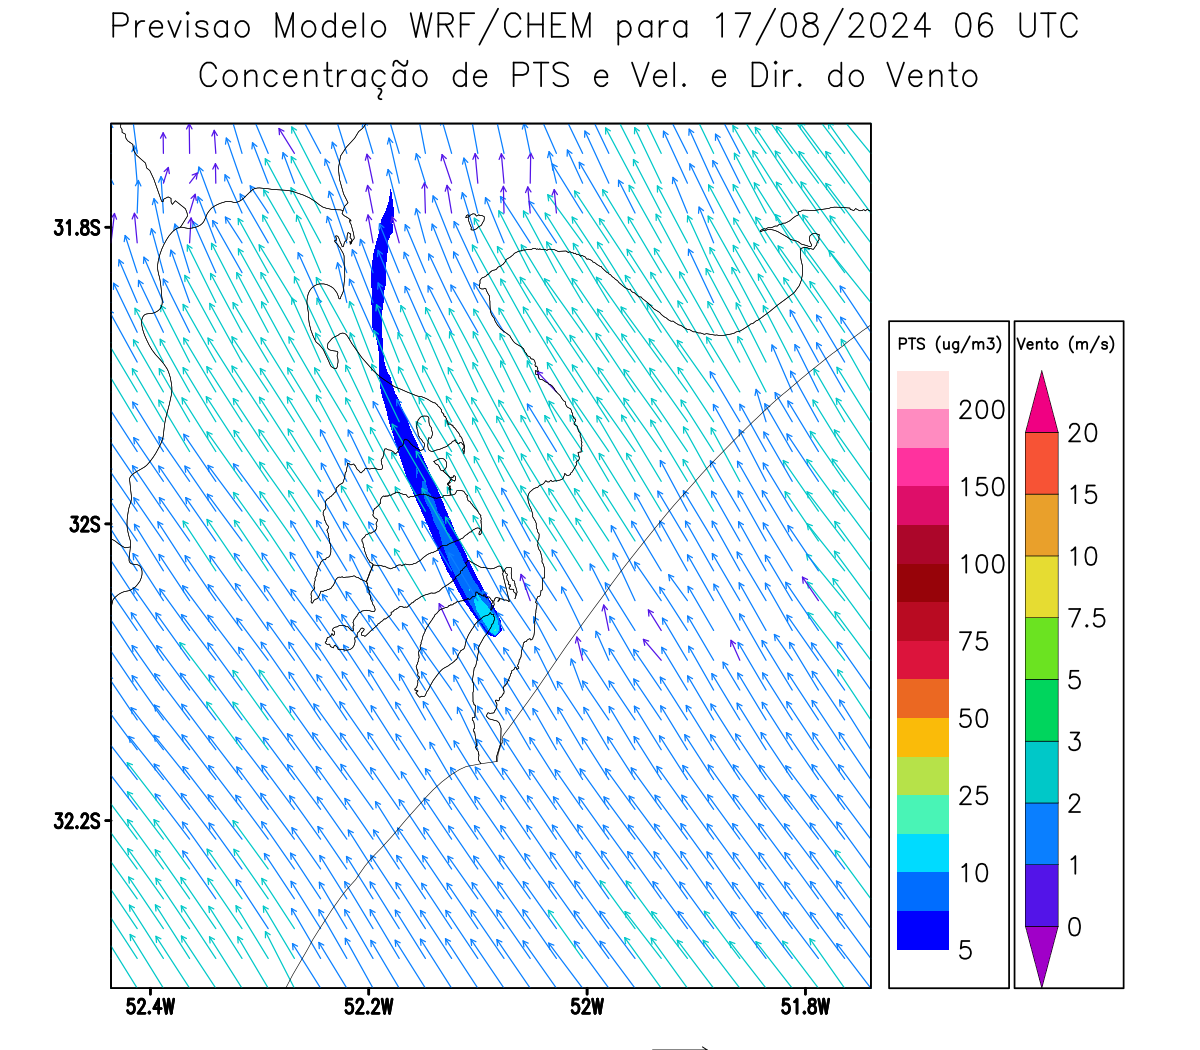 Previsao Modelo WRF/CHEM para 17/08/2024 06 UTC
Concentração de PTS e Vel. e Dir. do Vento
31.8S
32S
32.2S
52.4W
52.2W
52W
51.8W
PTS (ug/m3)
200
150
100
75
50
25
10
5
Vento (m/s)
20
15
10
7.5
5
3
2
1
0